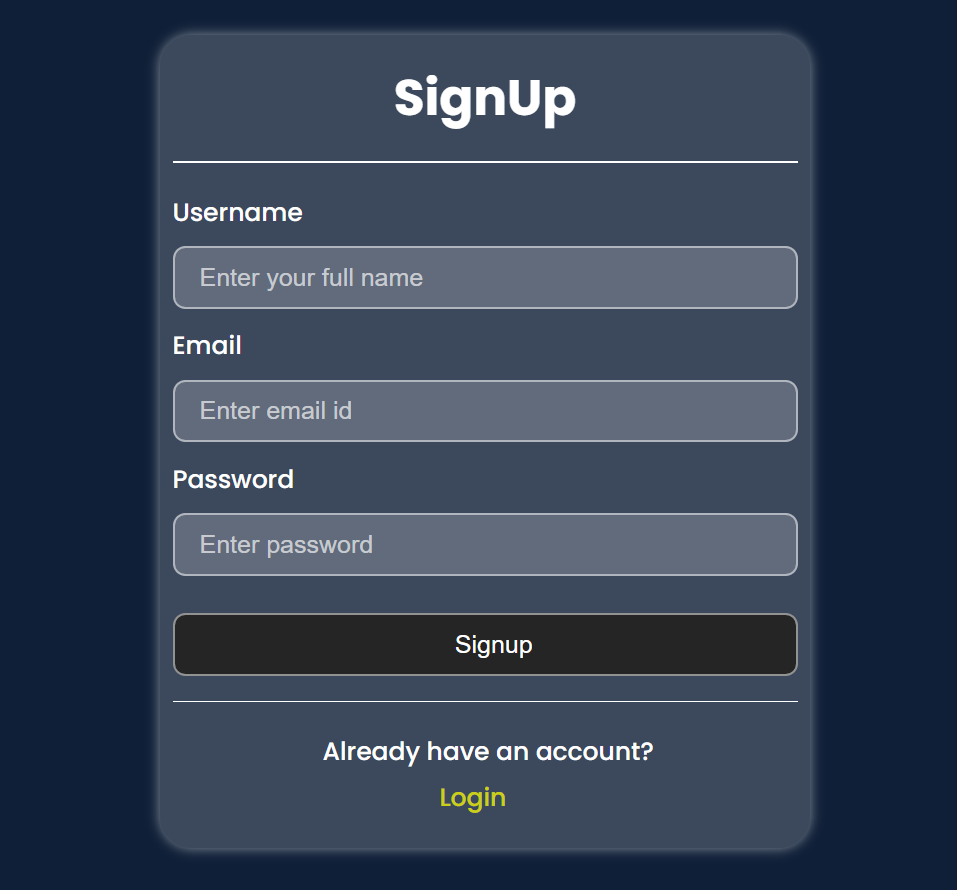 SignUp
Username
Enter your full name
Email
Enter email id
Password
Enter password
Signup
Already have an account?
Login